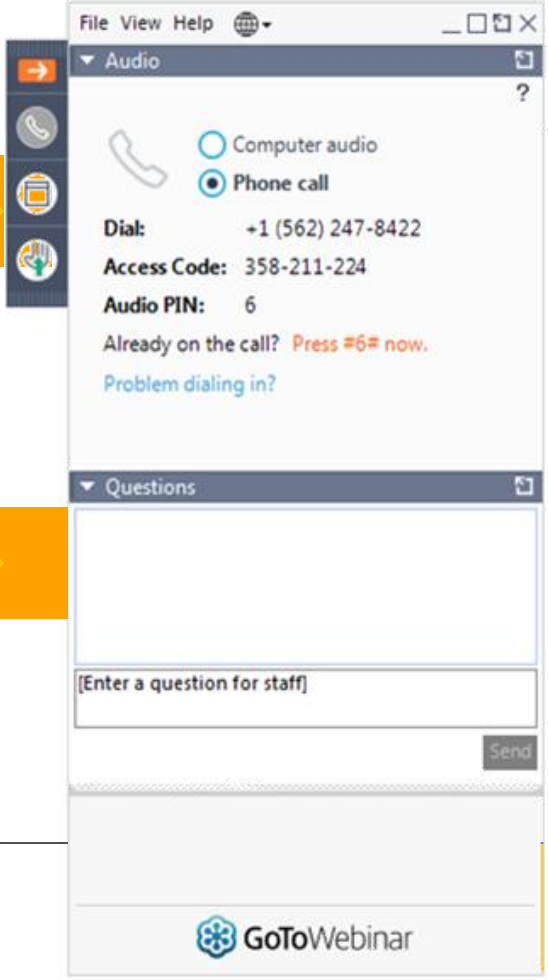 File View Help
Audio
?
Computer audio
Phone call
Dial: +1 (562) 247-8422
Access Code: 358-211-224
Audio PIN: 6
Already on the call? Press #6# now.
Problem dialing in?
Questions
[Enter a question for staff]
Send
GoToWebinar